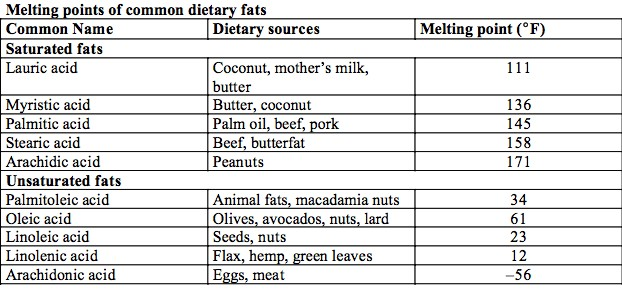 Melting points of common dietary fats
Common Name Dietary sources Melting point (°F)
Saturated fats
Lauric acid Coconut, mother's milk, 111
butter
Myristic acid Butter, coconut 136
Palmitic acid Palm oil, beef, pork 145
Stearic acid Beef, butterfat 158
Arachidic acid Peanuts 171
Unsaturated fats
Palmitoleic acid Animal fats, macadamia nuts 34
Oleic acid Olives, avocados, nuts, lard 61
Linoleic acid Seeds, nuts 23
Linolenic acid Flax, hemp, green leaves 12
Arachidonic acid Eggs, meat –56